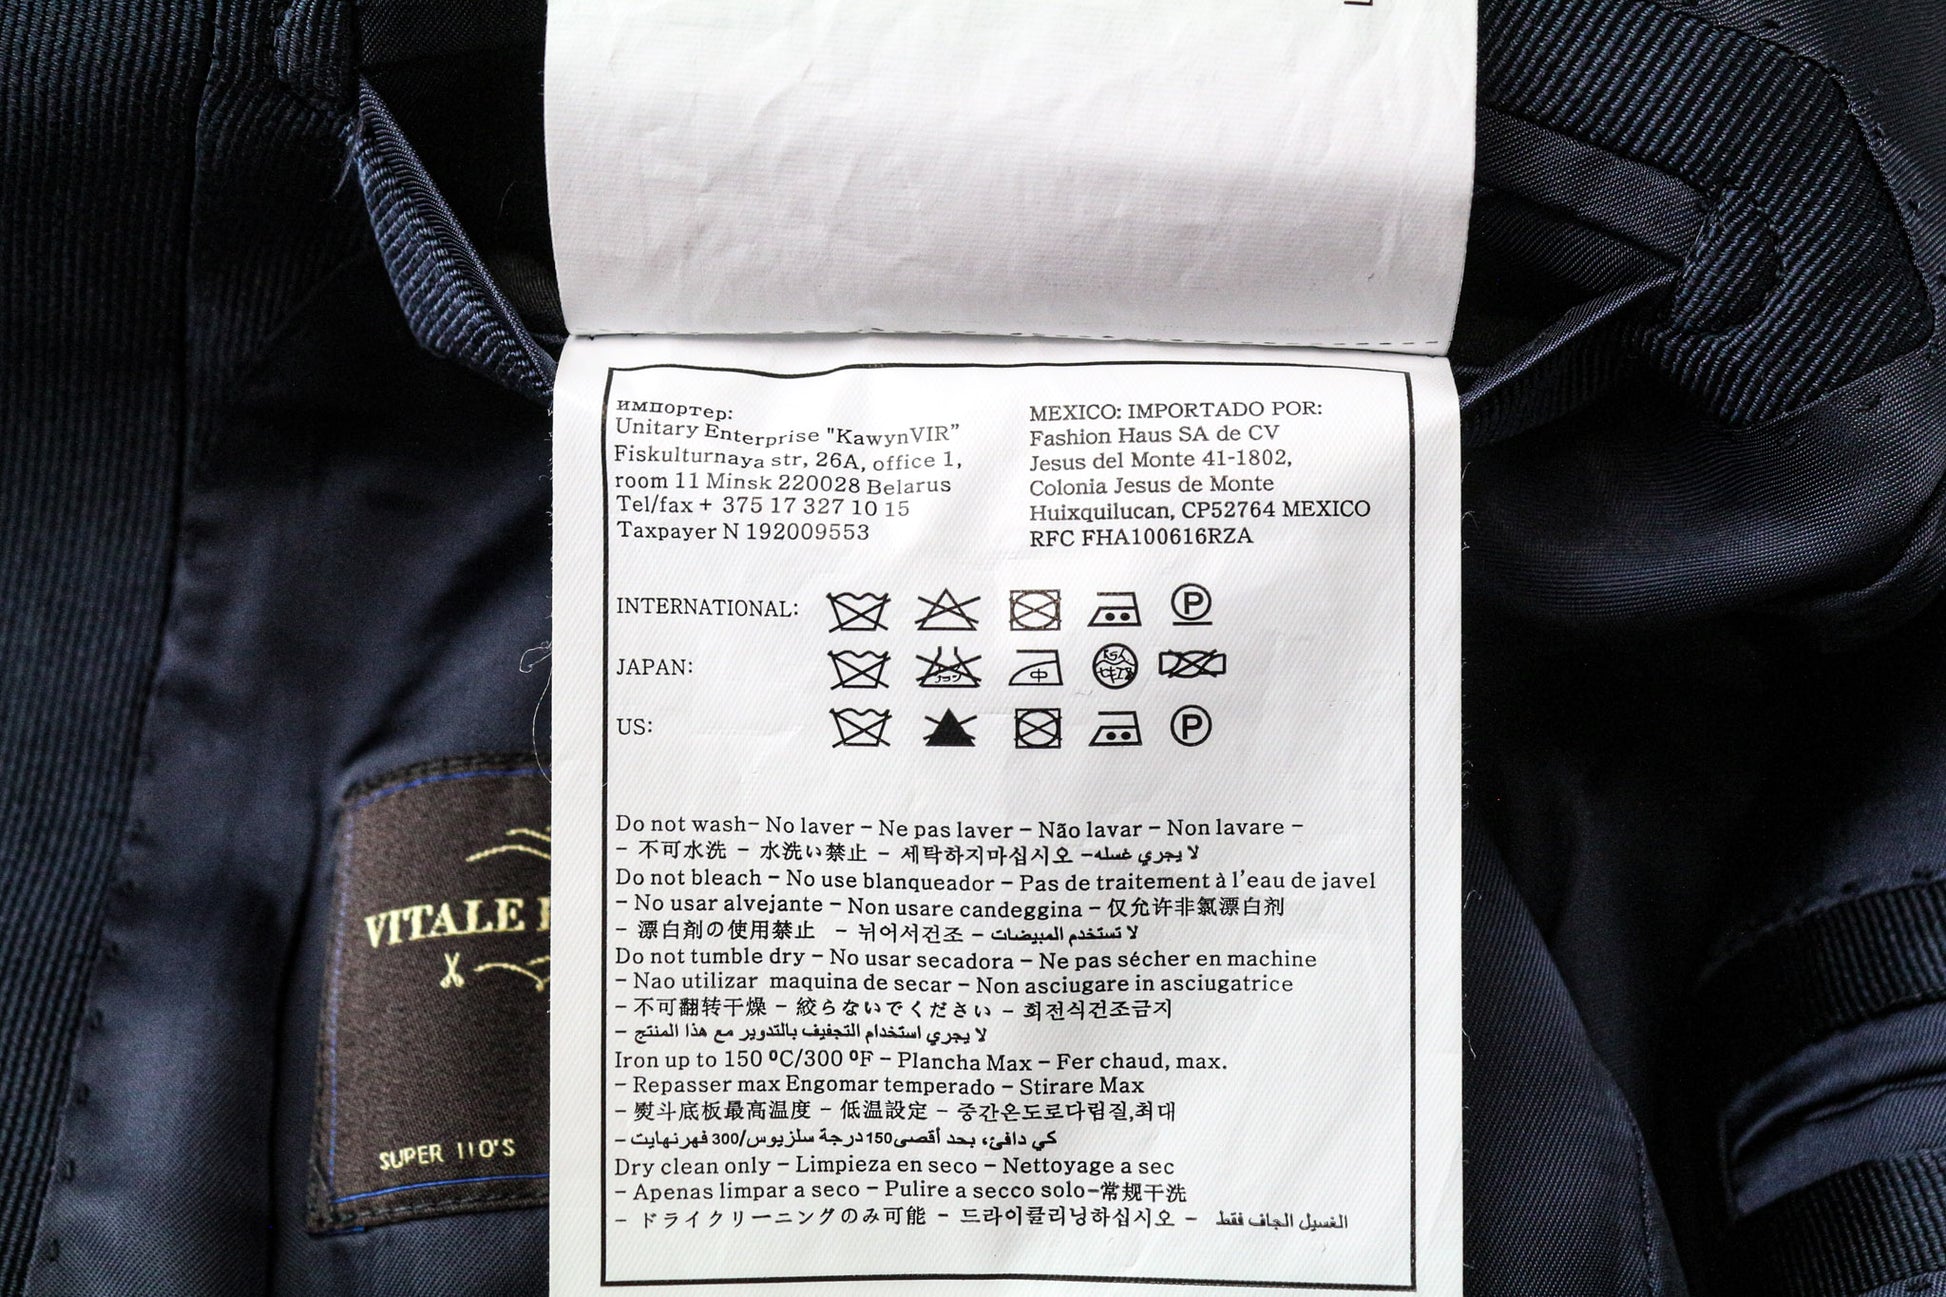 импортер:
Unitary Enterprise "KawynVIR"
Fiskulturnaya str, 26A, office 1,
room 11 Minsk 220028 Belarus
Tel/fax + 375 17 327 10 15
Taxpayer N 192009553
MEXICO: IMPORTADO POR:
Fashion Haus SA de CV
Jesus del Monte 41-1802,
Colonia Jesus de Monte
Huixquilucan, CP52764 MEXICO
RFC FHA100616RZA
INTERNATIONAL:
P
JAPAN:
中
US:
P
Do not wash- No laver - Ne pas laver - Não lavar - Non lavare -
- 不可水洗 - 水洗い禁止 - 세탁하지마십시오 -لا يجري غسله
Do not bleach - No use blanqueador - Pas de traitement à l'eau de javel
- No usar alvejante - Non usare candeggina - 仅允许非氯漂白剂
- 漂白剤の使用禁止 - 뉘어서건조 - لا تستخدم المبيضات
Do not tumble dry - No usar secadora - Ne pas sécher en machine
- Nao utilizar maquina de secar - Non asciugare in asciugatrice
- 不可翻转干燥 - 絞らないでください - 회전식건조금지
- لا يجري استخدام التجفيف بالتدوير مع هذا المنتج
Iron up to 150 ºC/300 ºF - Plancha Max - Fer chaud, max.
- Repasser max Engomar temperado - Stirare Max
- 熨斗底板最高温度 - 低温設定 - 중간온도로다림질,최대
- كي دافئ، بحد أقصى150درجة سلزيوس/300 فهرنهايت
Dry clean only - Limpieza en seco - Nettoyage a sec
- Apenas limpar a seco - Pulire a secco solo-常规干洗
- ドライクリーニングのみ可能 - 드라이클리닝하십시오 - الغسيل الجاف فقط
VITALE
SUPER 110'S